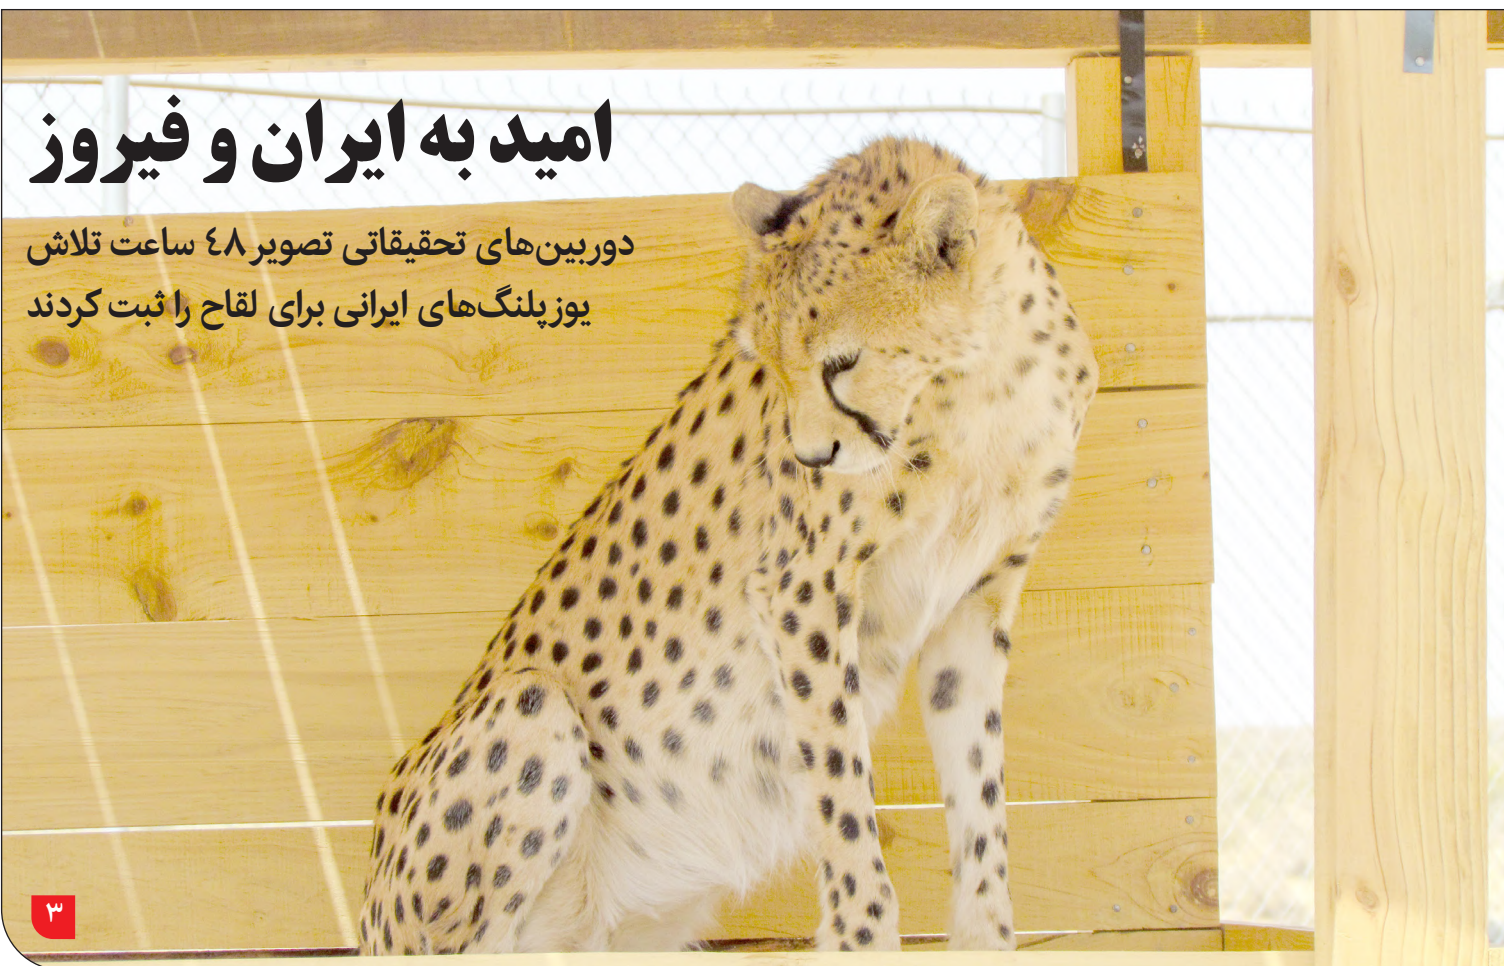 امید به ایران و فیروز
دوربین‌های تحقیقاتی تصویر ٤٨ ساعت تلاش
یوزپلنگ‌های ایرانی برای لقاح را ثبت کردند
۳